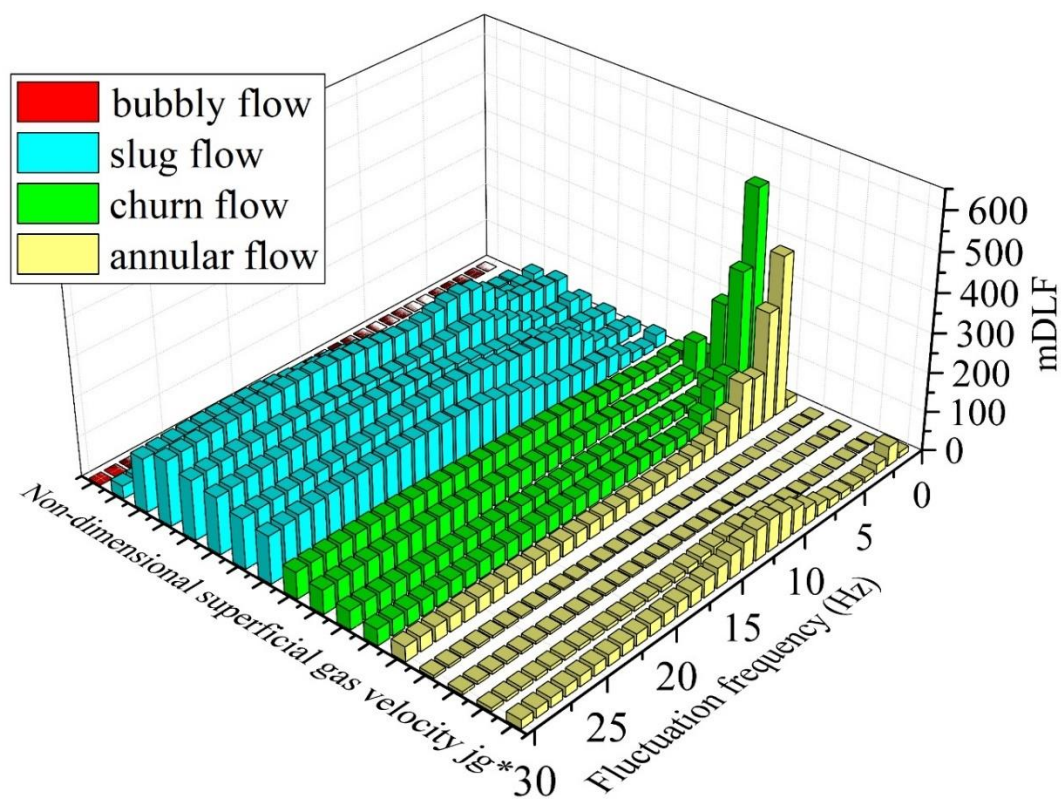 bubbly flow
slug flow
churn flow
annular flow
600
500
400
300
200
100
0
mDLF
0
5
10
15
20
25
30
Fluctuation frequency (Hz)
Non-dimensional superficial gas velocity jg*